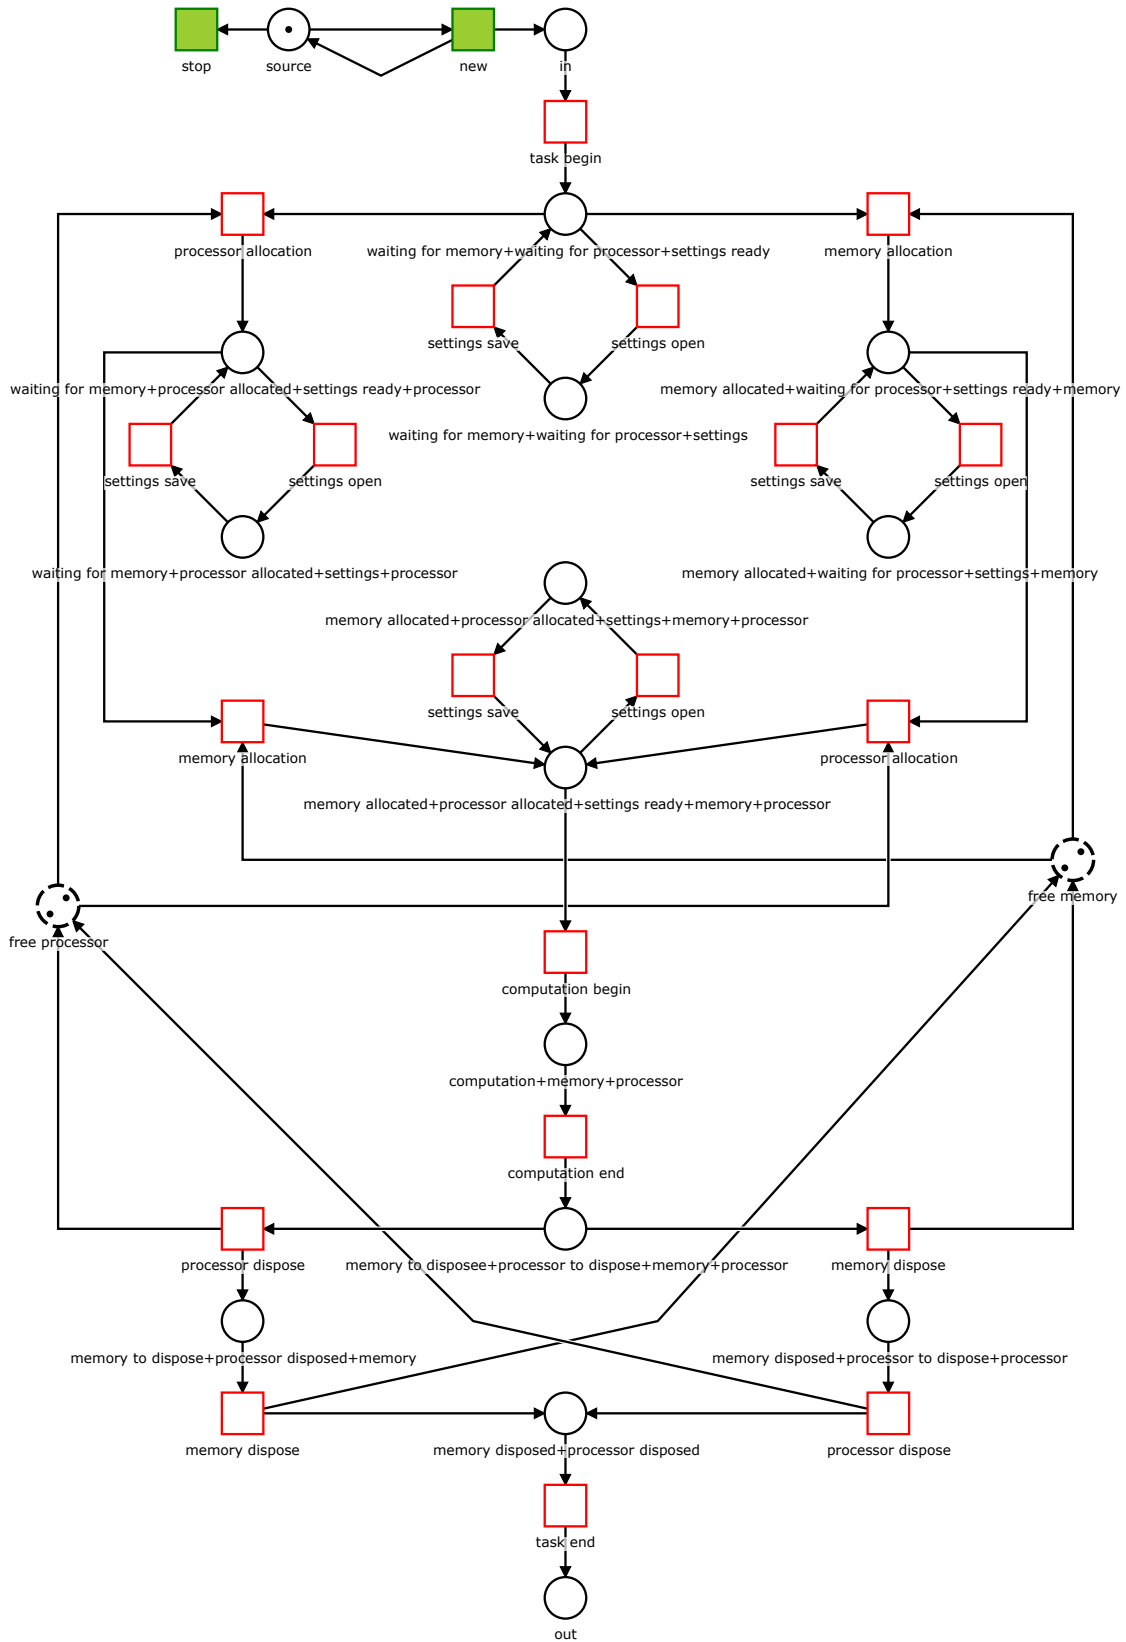 stop
source
new
in
task begin
processor allocation
waiting for memory+waiting for processor+settings ready
memory allocation
settings save
settings open
waiting for memory+processor allocated+settings ready+processor
memory allocated+waiting for processor+settings ready+memory
waiting for memory+waiting for processor+settings
settings save
settings open
settings save
settings open
waiting for memory+processor allocated+settings+processor
memory allocated+waiting for processor+settings+memory
memory allocated+processor allocated+settings+memory+processor
settings save
settings open
memory allocation
processor allocation
memory allocated+processor allocated+settings ready+memory+processor
free memory
free processor
computation begin
computation+memory+processor
computation end
processor dispose
memory to disposee+processor to dispose+memory+processor
memory dispose
memory to dispose+processor disposed+memory
memory disposed+processor to dispose+processor
memory dispose
memory disposed+processor disposed
processor dispose
task end
out